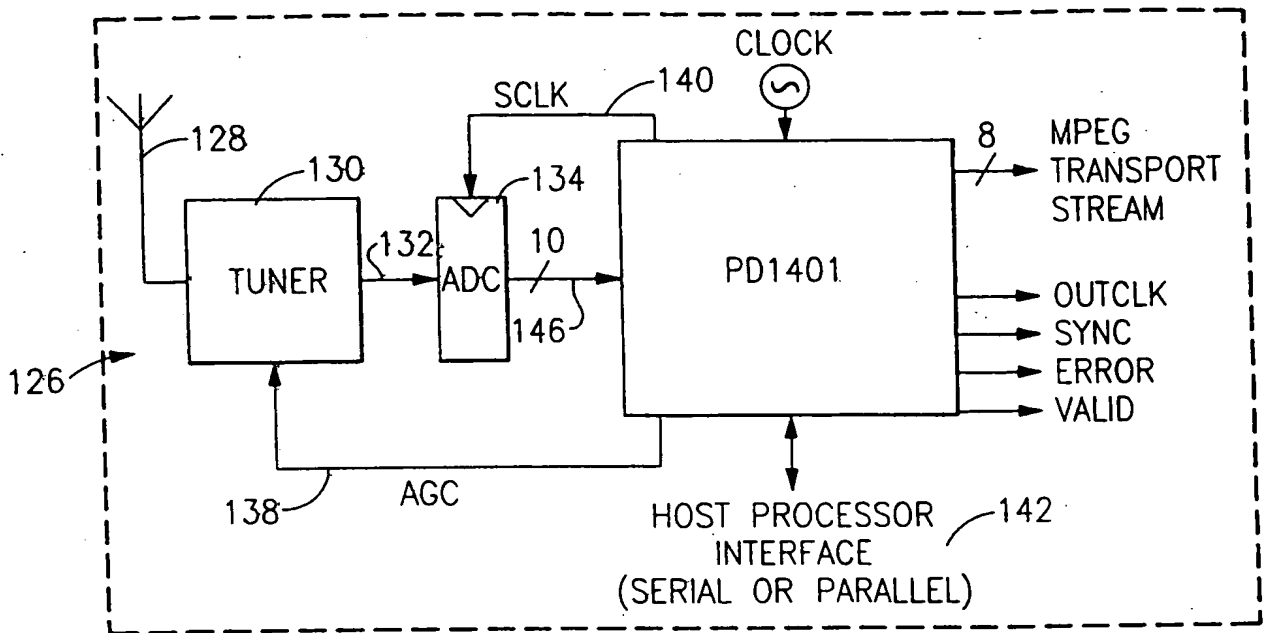 CLOCK
SCLK
140
128
130
134
8
MPEG
TRANSPORT
STREAM
TUNER
132
ADC
10
146
PD1401
OUTCLK
SYNC
ERROR
VALID
126
138
AGC
HOST PROCESSOR
INTERFACE
(SERIAL OR PARALLEL)
142